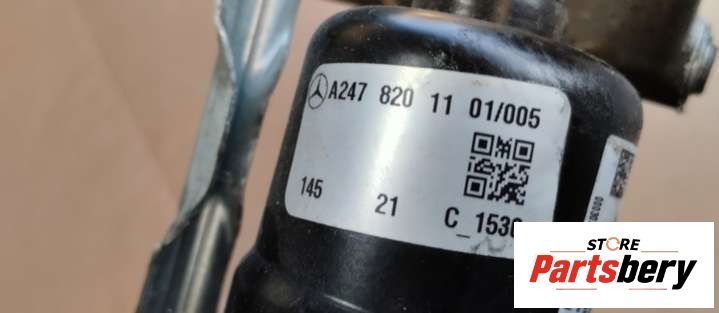 A247 820 11 01/005
145 21 C_153
STORE
Partsbery